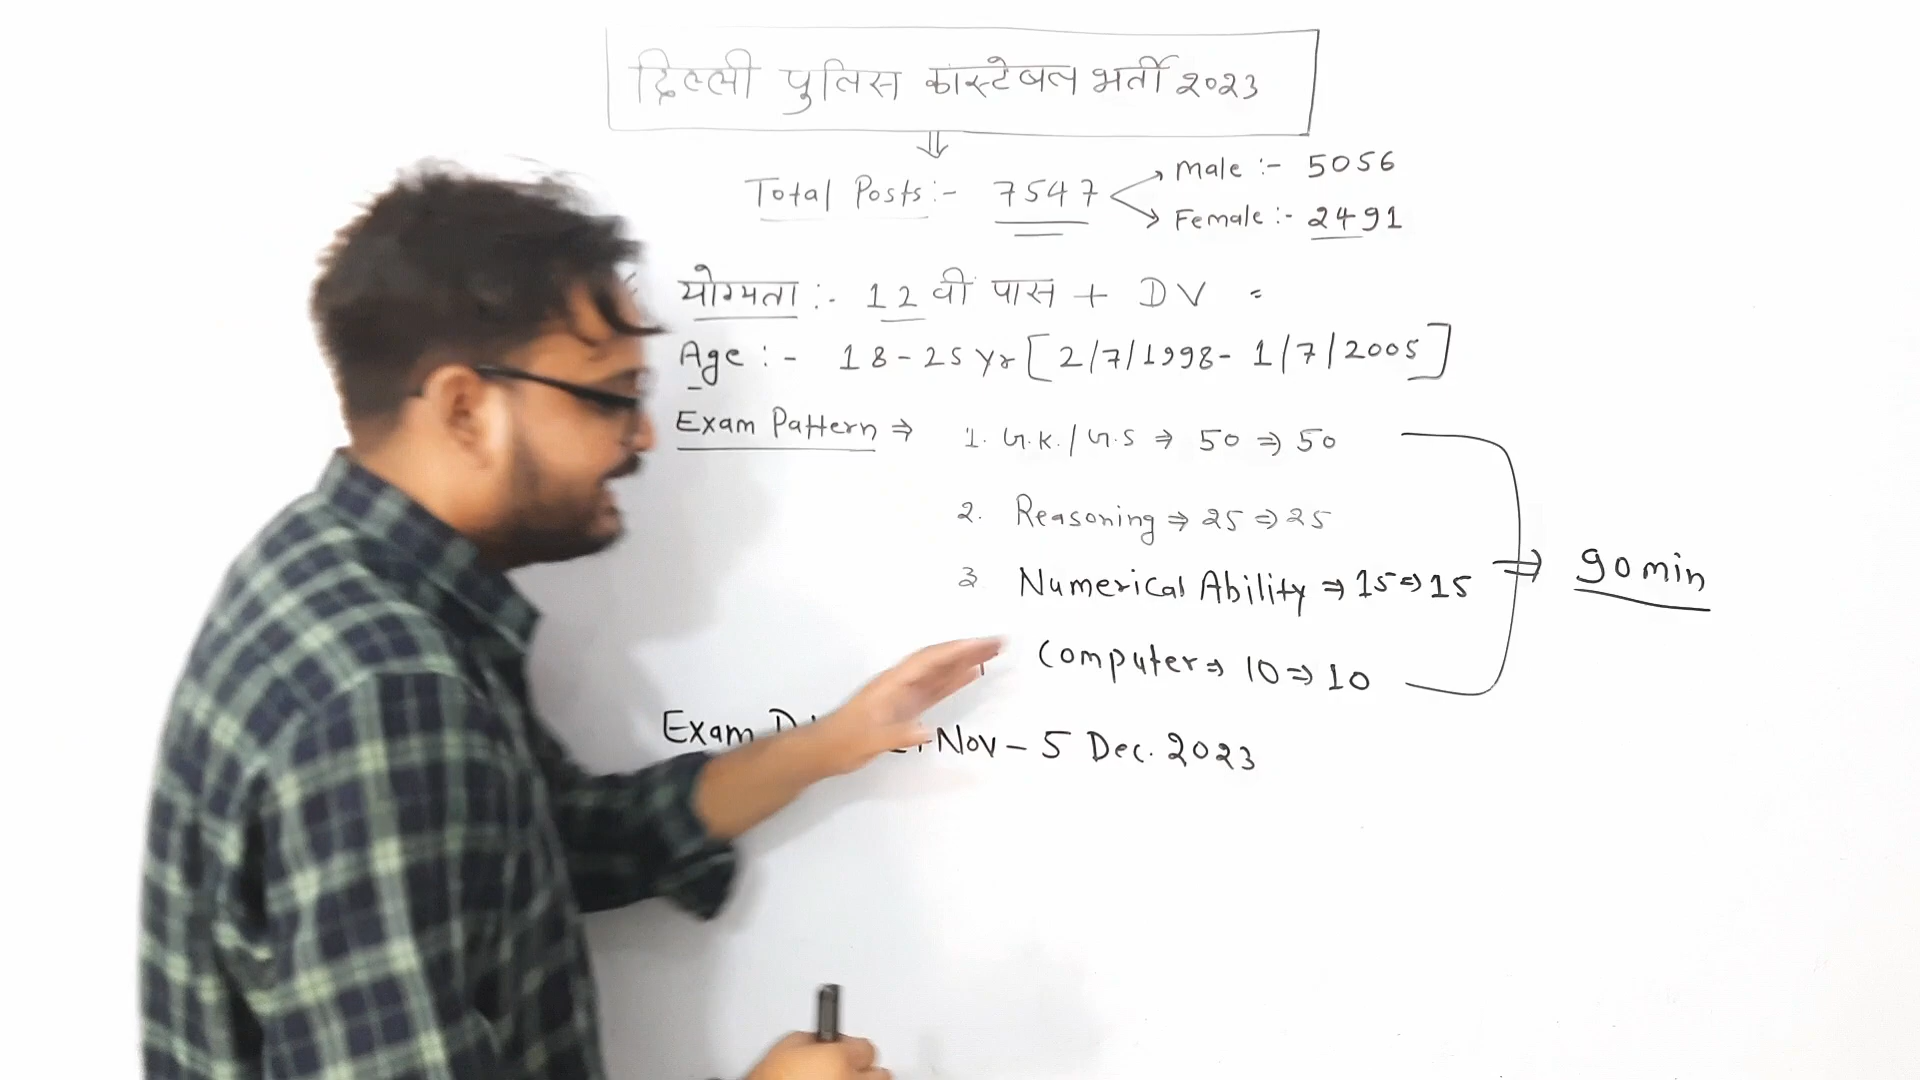 दिल्ली पुलिस कांस्टेबल भर्ती २०२3
⇓
Total Posts:- 7547
Male :- 5056
Female :- 2491
योग्यता :- 12 वी पास + DV =
Age :- 18-25 yr [2/7/1998- 1/7/2005]
Exam Pattern ⇒ 1. G.K./G.S ⇒ 50 ⇒ 50
2. Reasoning ⇒ 25 ⇒ 25
3 Numerical Ability ⇒ 15 ⇒ 15
Computer ⇒ 10 ⇒ 10
⇒ 90 min
Exam Nov - 5 Dec. 2023